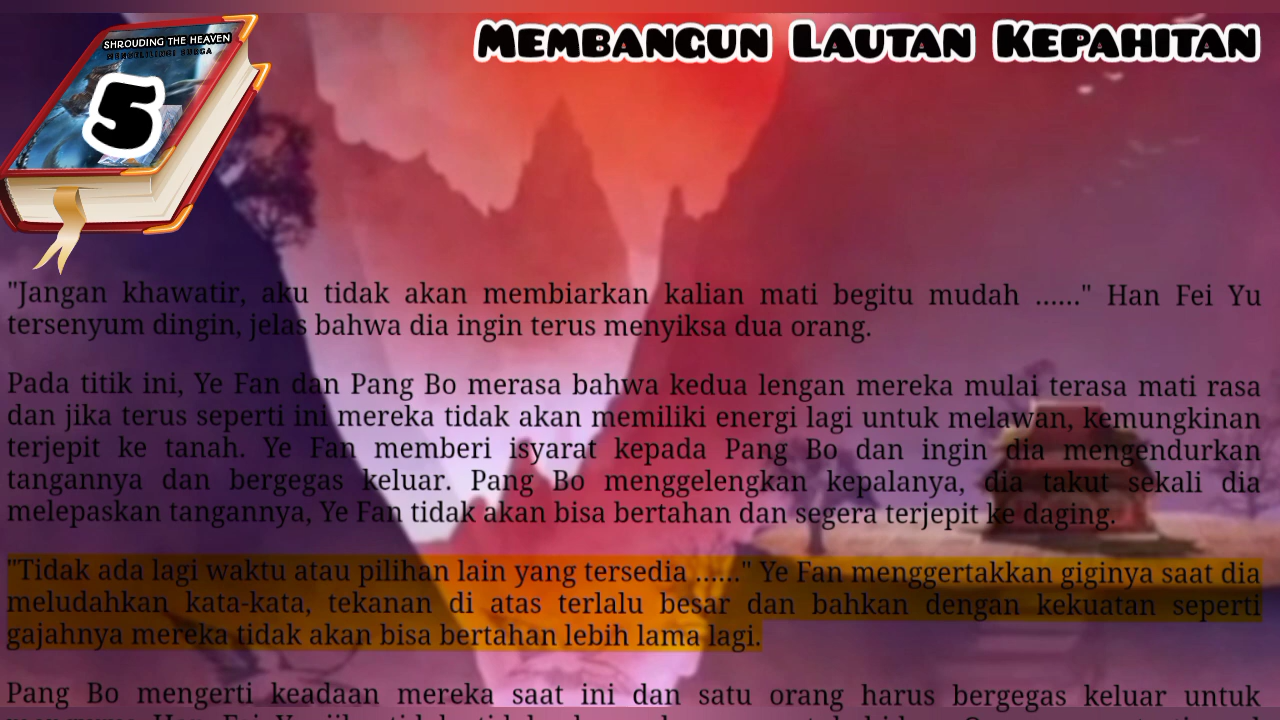 Membangun Lautan Kepahitan
SHROUDING THE HEAVEN
5
"Jangan khawatir, aku tidak akan membiarkan kalian mati begitu mudah ......" Han Fei Yu
tersenyum dingin, jelas bahwa dia ingin terus menyiksa dua orang.
Pada titik ini, Ye Fan dan Pang Bo merasa bahwa kedua lengan mereka mulai terasa mati rasa
dan jika terus seperti ini mereka tidak akan memiliki energi lagi untuk melawan, kemungkinan
terjepit ke tanah. Ye Fan memberi isyarat kepada Pang Bo dan ingin dia mengendurkan
tangannya dan bergegas keluar. Pang Bo menggelengkan kepalanya, dia takut sekali dia
melepaskan tangannya, Ye Fan tidak akan bisa bertahan dan segera terjepit ke daging.
"Tidak ada lagi waktu atau pilihan lain yang tersedia ......" Ye Fan menggertakkan giginya saat dia
meludahkan kata-kata, tekanan di atas terlalu besar dan bahkan dengan kekuatan seperti
gajahnya mereka tidak akan bisa bertahan lebih lama lagi.
Pang Bo mengerti keadaan mereka saat ini dan satu orang harus bergegas keluar untuk